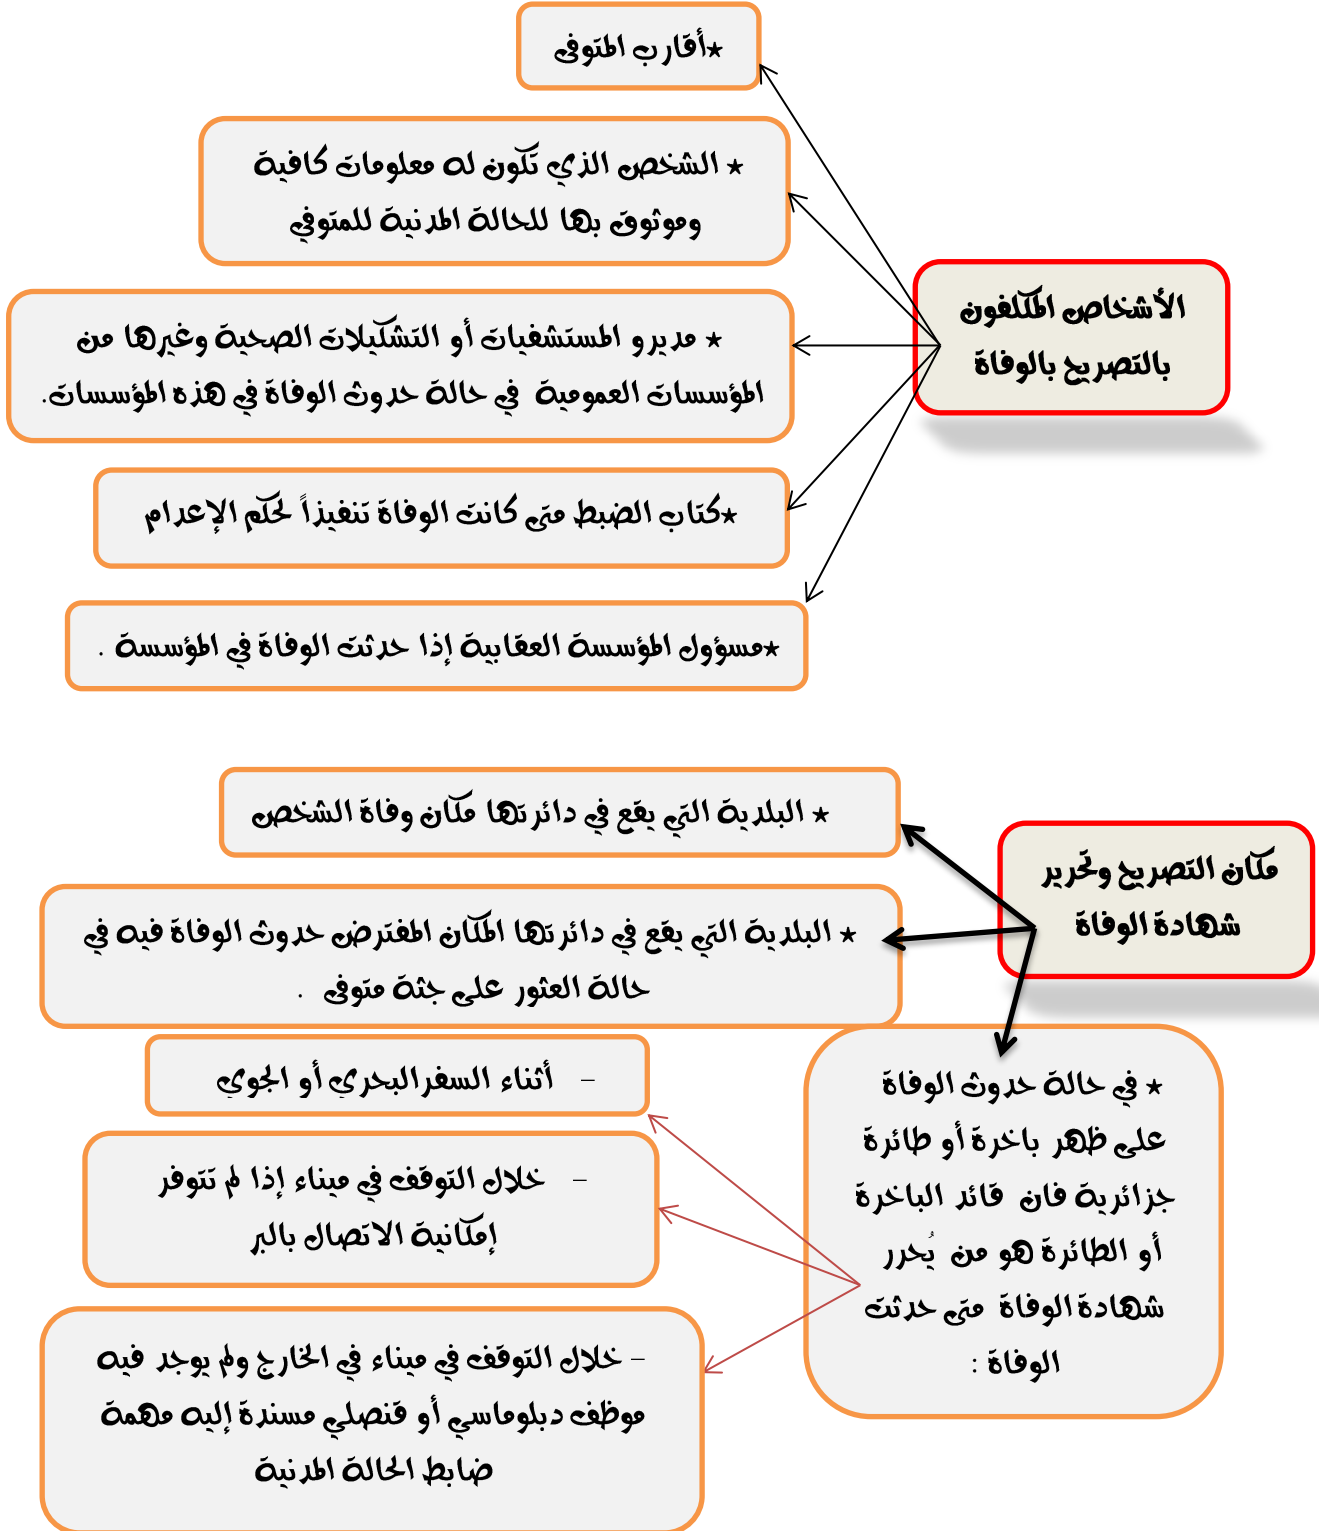 الأشخاص المكلفون
بالتصريح بالوفاة
*أقارب المتوفى
* الشخص الذي تكون له معلومات كافية
وموثوق بها للحالة المدنية للمتوفي
* مديرو المستشفيات أو التشكيلات الصحية وغيرها من
المؤسسات العمومية في حالة حدوث الوفاة في هذه المؤسسات.
*كتاب الضبط متى كانت الوفاة تنفيذاً لحكم الإعدام
*مسؤول المؤسسة العقابية إذا حدثت الوفاة في المؤسسة .
مكان التصريح وتحرير
شهادة الوفاة
* البلدية التي يقع في دائرتها مكان وفاة الشخص
* البلدية التي يقع في دائرتها المكان المفترض حدوث الوفاة فيه في
حالة العثور على جثة متوفى .
* في حالة حدوث الوفاة
على ظهر باخرة أو طائرة
جزائرية فان قائد الباخرة
أو الطائرة هو من يُحرر
شهادة الوفاة متى حدثت
الوفاة :
- أثناء السفر البحري أو الجوي
- خلال التوقف في ميناء إذا لم تتوفر
إمكانية الاتصال بالبر
- خلال التوقف في ميناء في الخارج ولم يوجد فيه
موظف دبلوماسي أو قنصلي مسندة إليه مهمة
ضابط الحالة المدنية